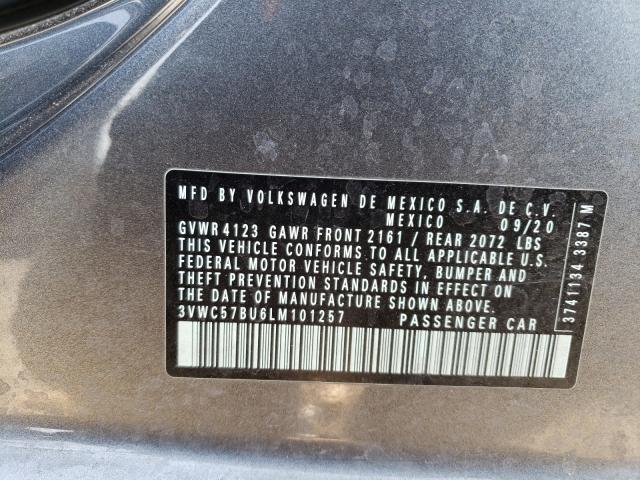 MFD BY VOLKSWAGEN DE MEXICO S.A. DE C.V.
MEXICO 09/20
GVWR 4123 GAWR FRONT 2161 / REAR 2072 LBS
THIS VEHICLE CONFORMS TO ALL APPLICABLE U.S.
FEDERAL MOTOR VEHICLE SAFETY, BUMPER AND
THEFT PREVENTION STANDARDS IN EFFECT ON
THE DATE OF MANUFACTURE SHOWN ABOVE.
3VWC57BU6LM101257 PASSENGER CAR
3741134 3387 M